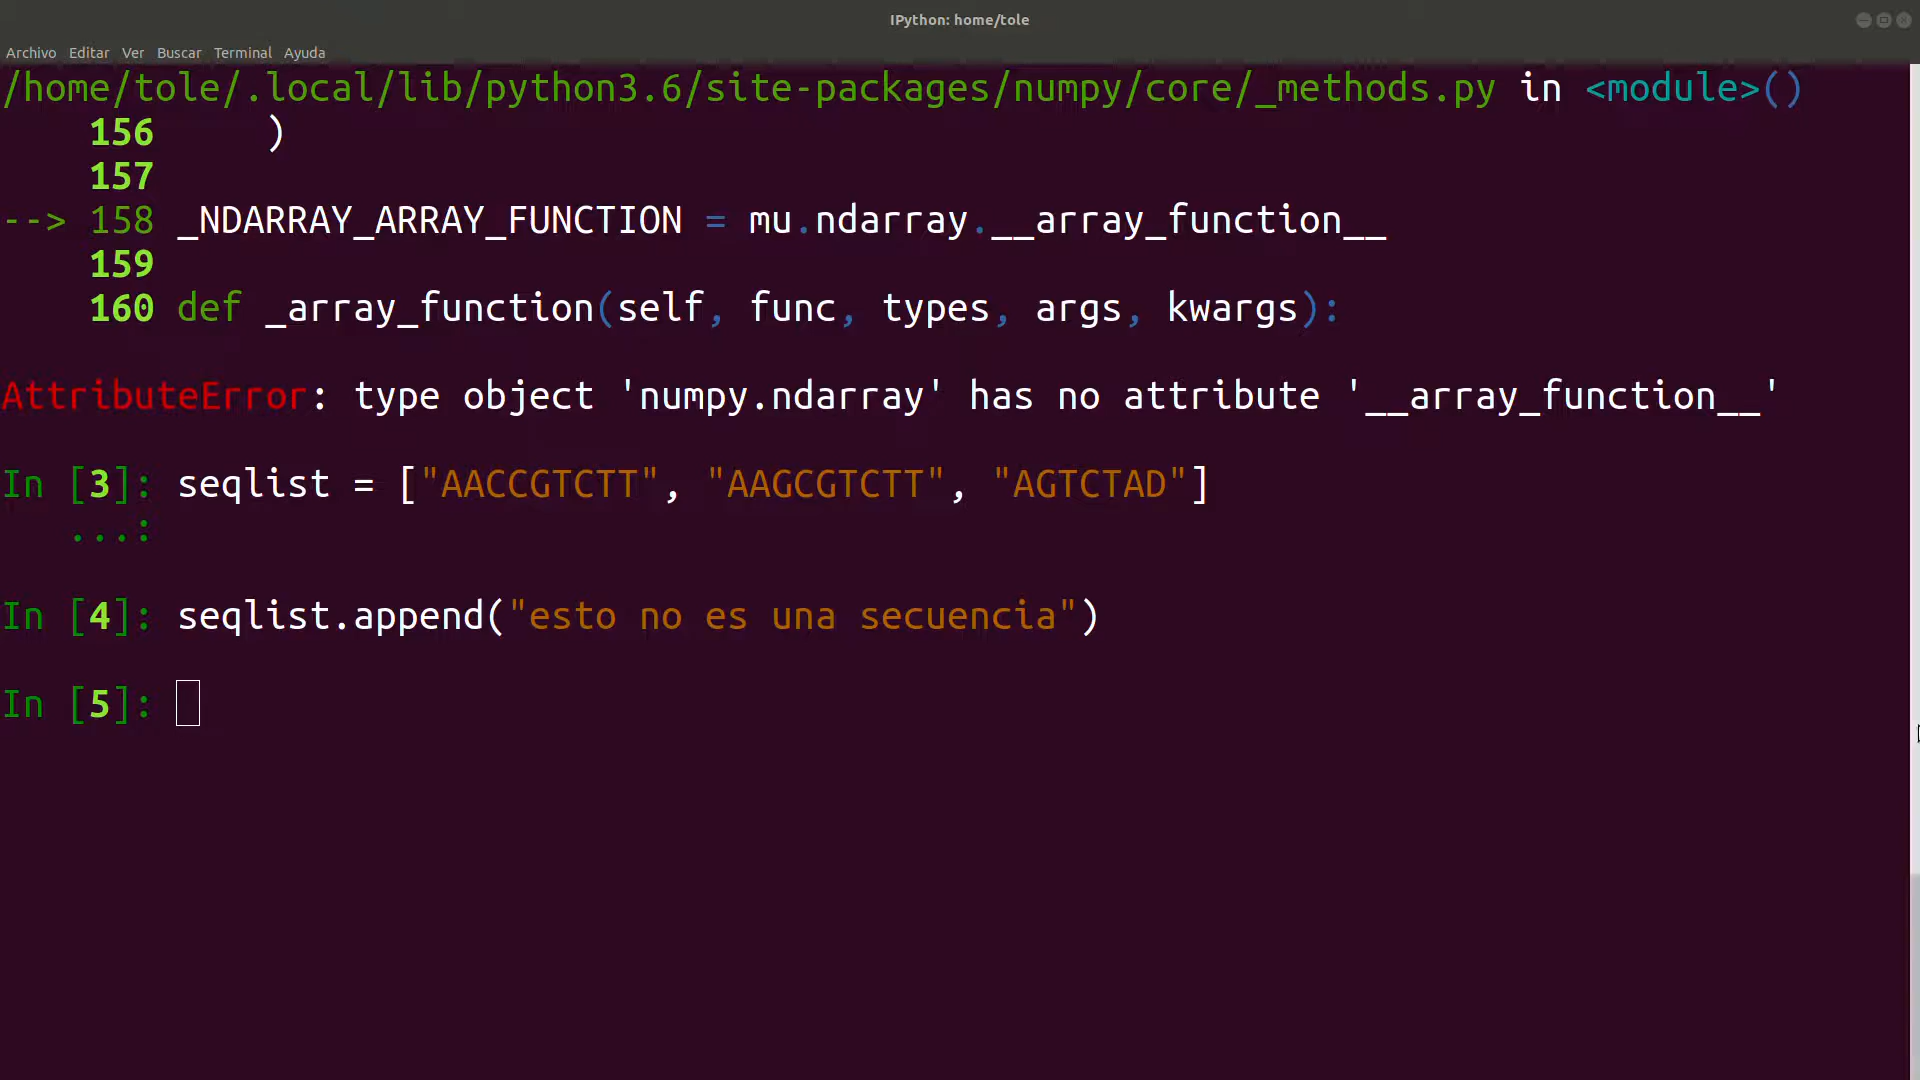 IPython: home/tole
Archivo Editar Ver Buscar Terminal Ayuda
/home/tole/.local/lib/python3.6/site-packages/numpy/core/_methods.py in <module>()
    156     )
    157
--> 158 _NDARRAY_ARRAY_FUNCTION = mu.ndarray.__array_function__
    159
    160 def _array_function(self, func, types, args, kwargs):
AttributeError: type object 'numpy.ndarray' has no attribute '__array_function__'
In [3]: seqlist = ["AACCGTCTT", "AAGCGTCTT", "AGTCTAD"]
   ...:
In [4]: seqlist.append("esto no es una secuencia")
In [5]: